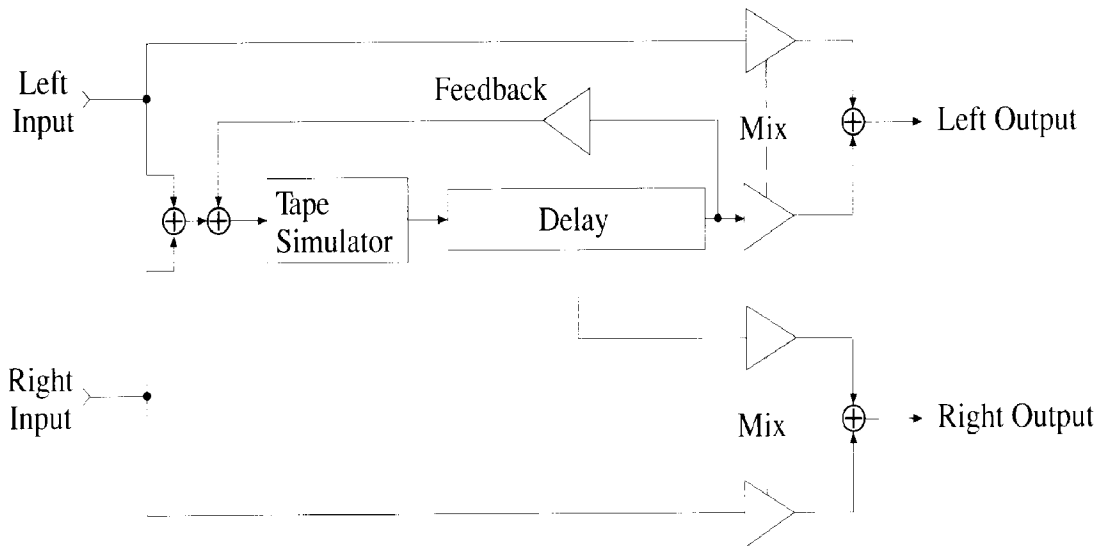 Left
Input
Feedback
Mix
Left Output
Tape
Simulator
Delay
Right
Input
Mix
Right Output